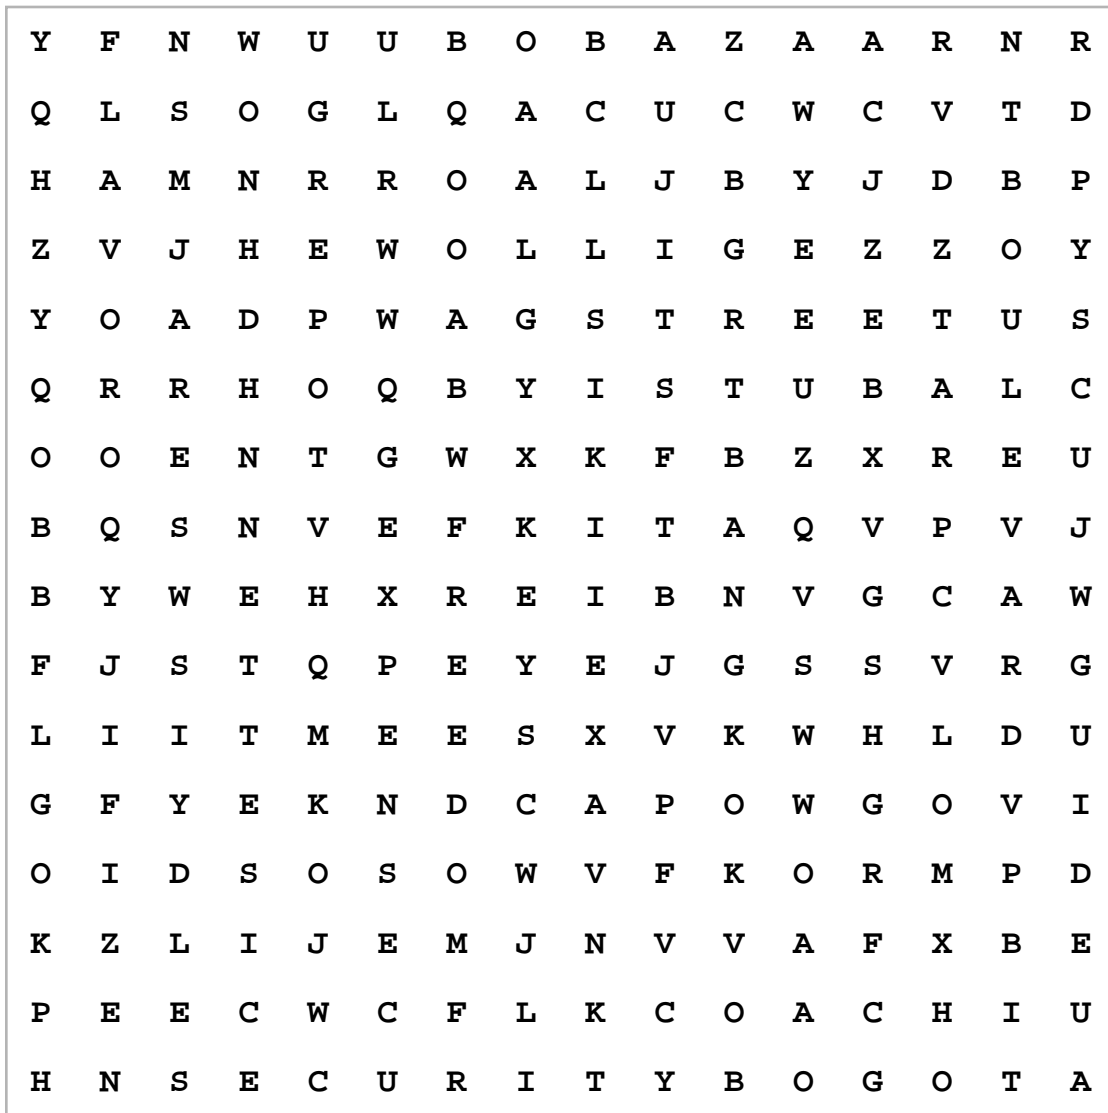 Y F N W U U B O B A Z A A R N R
Q L S O G L Q A C U C W C V T D
H A M N R R O A L J B Y J D B P
Z V J H E W O L L I G E Z Z O Y
Y O A D P W A G S T R E E T U S
Q R R H O Q B Y I S T U B A L C
O O E N T G W X K F B Z X R E U
B Q S N V E F K I T A Q V P V J
B Y W E H X R E I B N V G C A W
F J S T Q P E Y E J G S S V R G
L I I T M E E S X V K W H L D U
G F Y E K N D C A P O W G O V I
O I D S O S O W V F K O R M P D
K Z L I J E M J N V V A F X B E
P E E C W C F L K C O A C H I U
H N S E C U R I T Y B O G O T A